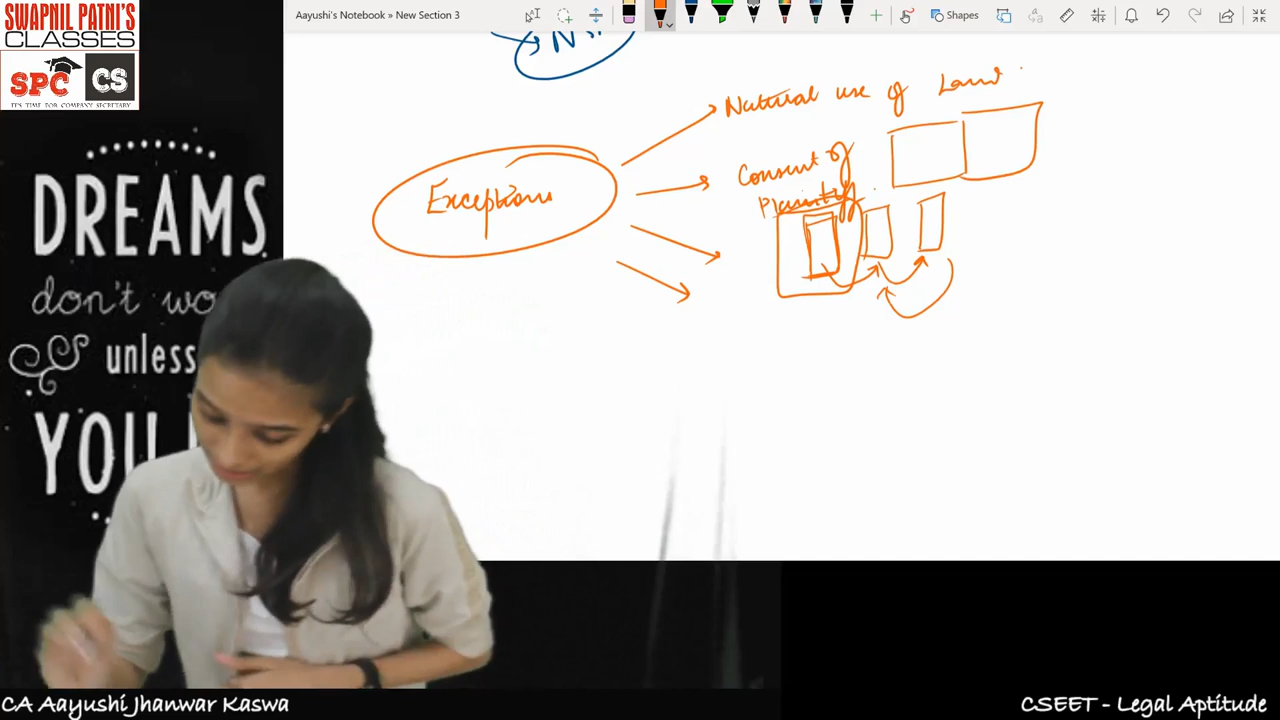 SWAPNIL PATNI'S
CLASSES
SPC CS
IT'S TIME FOR COMPANY SECRETARY
Aayushi's Notebook » New Section 3
Shapes
Natural use of Land
Consent of
Plaintiff
Exceptions
DREAMS
don't wo
unless
YOU
CA Aayushi Jhanwar Kaswa
CSEET - Legal Aptitude